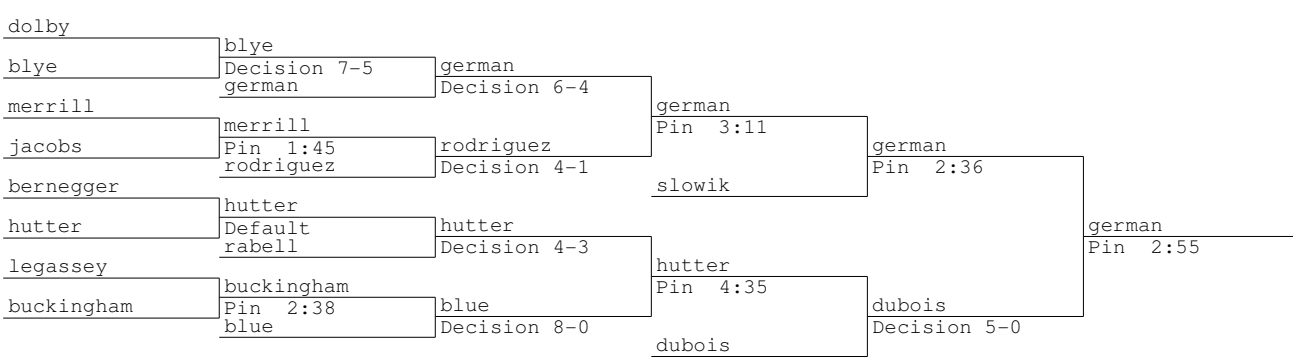 dolby
blye
blye
Decision 7-5
german
german
Decision 6-4
merrill
german
Pin 3:11
merrill
jacobs
Pin 1:45
rodriguez
german
rodriguez
Decision 4-1
Pin 2:36
bernegger
slowik
hutter
hutter
Default
hutter
german
rabell
Decision 4-3
Pin 2:55
legassey
hutter
buckingham
Pin 4:35
buckingham
Pin 2:38
blue
dubois
blue
Decision 8-0
Decision 5-0
dubois